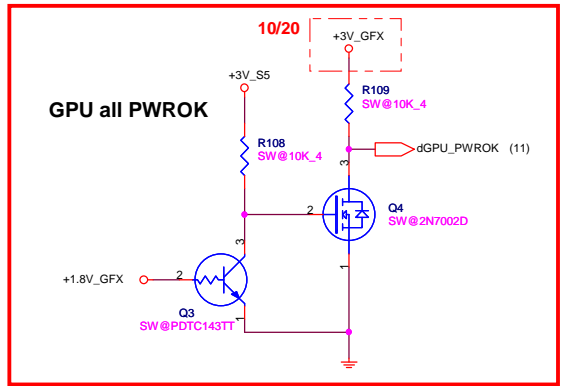 10/20
+3V_GFX
+3V_S5
GPU all PWROK
R109
SW@10K_4
R108
SW@10K_4
dGPU_PWROK (11)
3
3
2
Q4
SW@2N7002D
+1.8V_GFX
2
1
Q3
SW@PDTC143TT
1